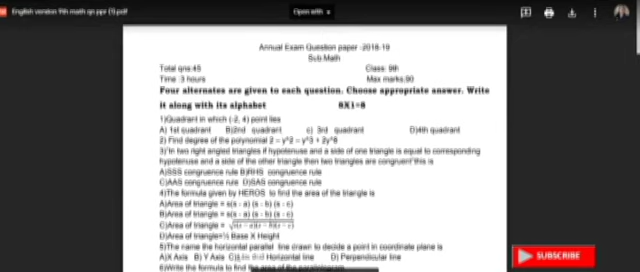 English version 9th math qn ppr (1).pdf
Open with
Annual Exam Question paper -2018-19
Sub:Math
Total qns:45 Class: 9th
Time :3 hours Max marks:90
Four alternates are given to each question. Choose appropriate answer. Write
it along with its alphabet 8X1=8
1)Quadrant in which (-2, 4) point lies
A) 1st quadrant B)2nd quadrant c) 3rd quadrant D)4th quadrant
2) Find degree of the polynomial 2 – y^2 – y^3 + 2y^8
3)'In two right angled triangles if hypotenuse and a side of one triangle is equal to corresponding
hypotenuse and a side of the other triangle then two triangles are congruent'this is
A)SSS congruence rule B)RHS congruence rule
C)AAS congruence rule D)SAS congruence rule
4)The formula given by HEROS to find the area of the triangle is
A)Area of triangle = s(s - a) (s - b) (s - c)
B)Area of triangle = s(s - a) (s - b) (s - c)
C)Area of triangle =
D)Area of triangle=½ Base X Height
5)The name the horizontal parallel line drawn to decide a point in coordinate plane is
A)X Axis B) Y Axis C) Horizontal line D) Perpendicular line
6)Write the formula to find the area of the parallelogram
SUBSCRIBE